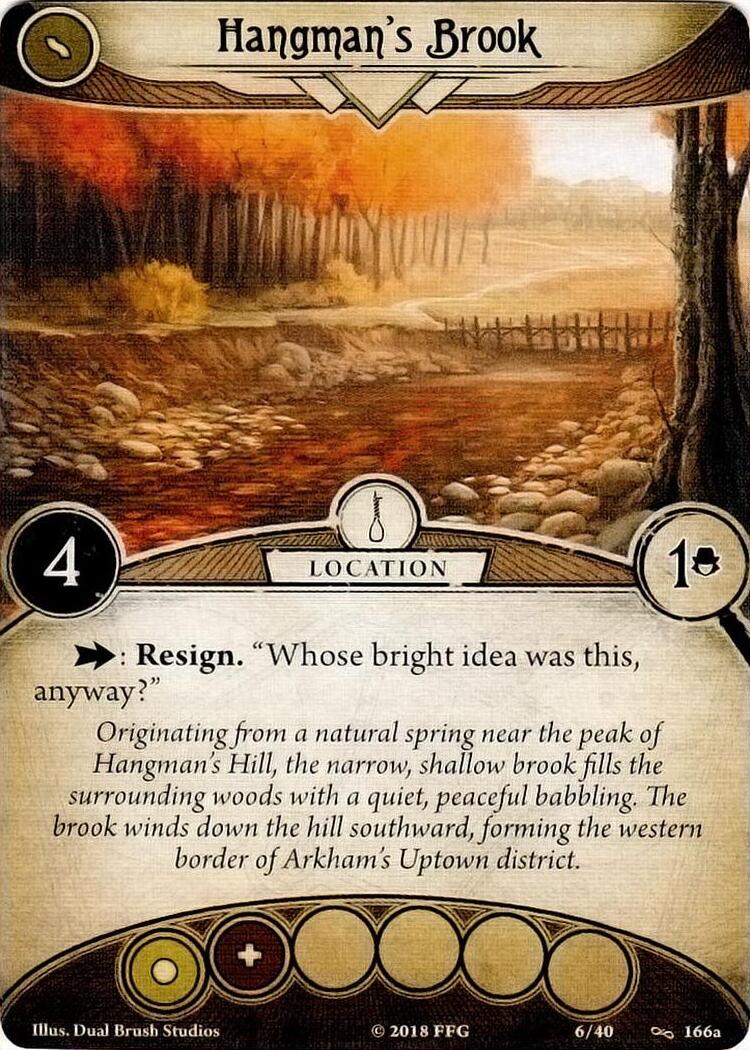 Hangman's Brook
4
LOCATION
1
: Resign. “Whose bright idea was this,
anyway?”
Originating from a natural spring near the peak of
Hangman's Hill, the narrow, shallow brook fills the
surrounding woods with a quiet, peaceful babbling. The
brook winds down the hill southward, forming the western
border of Arkham's Uptown district.
Illus. Dual Brush Studios © 2018 FFG 6/40 166a